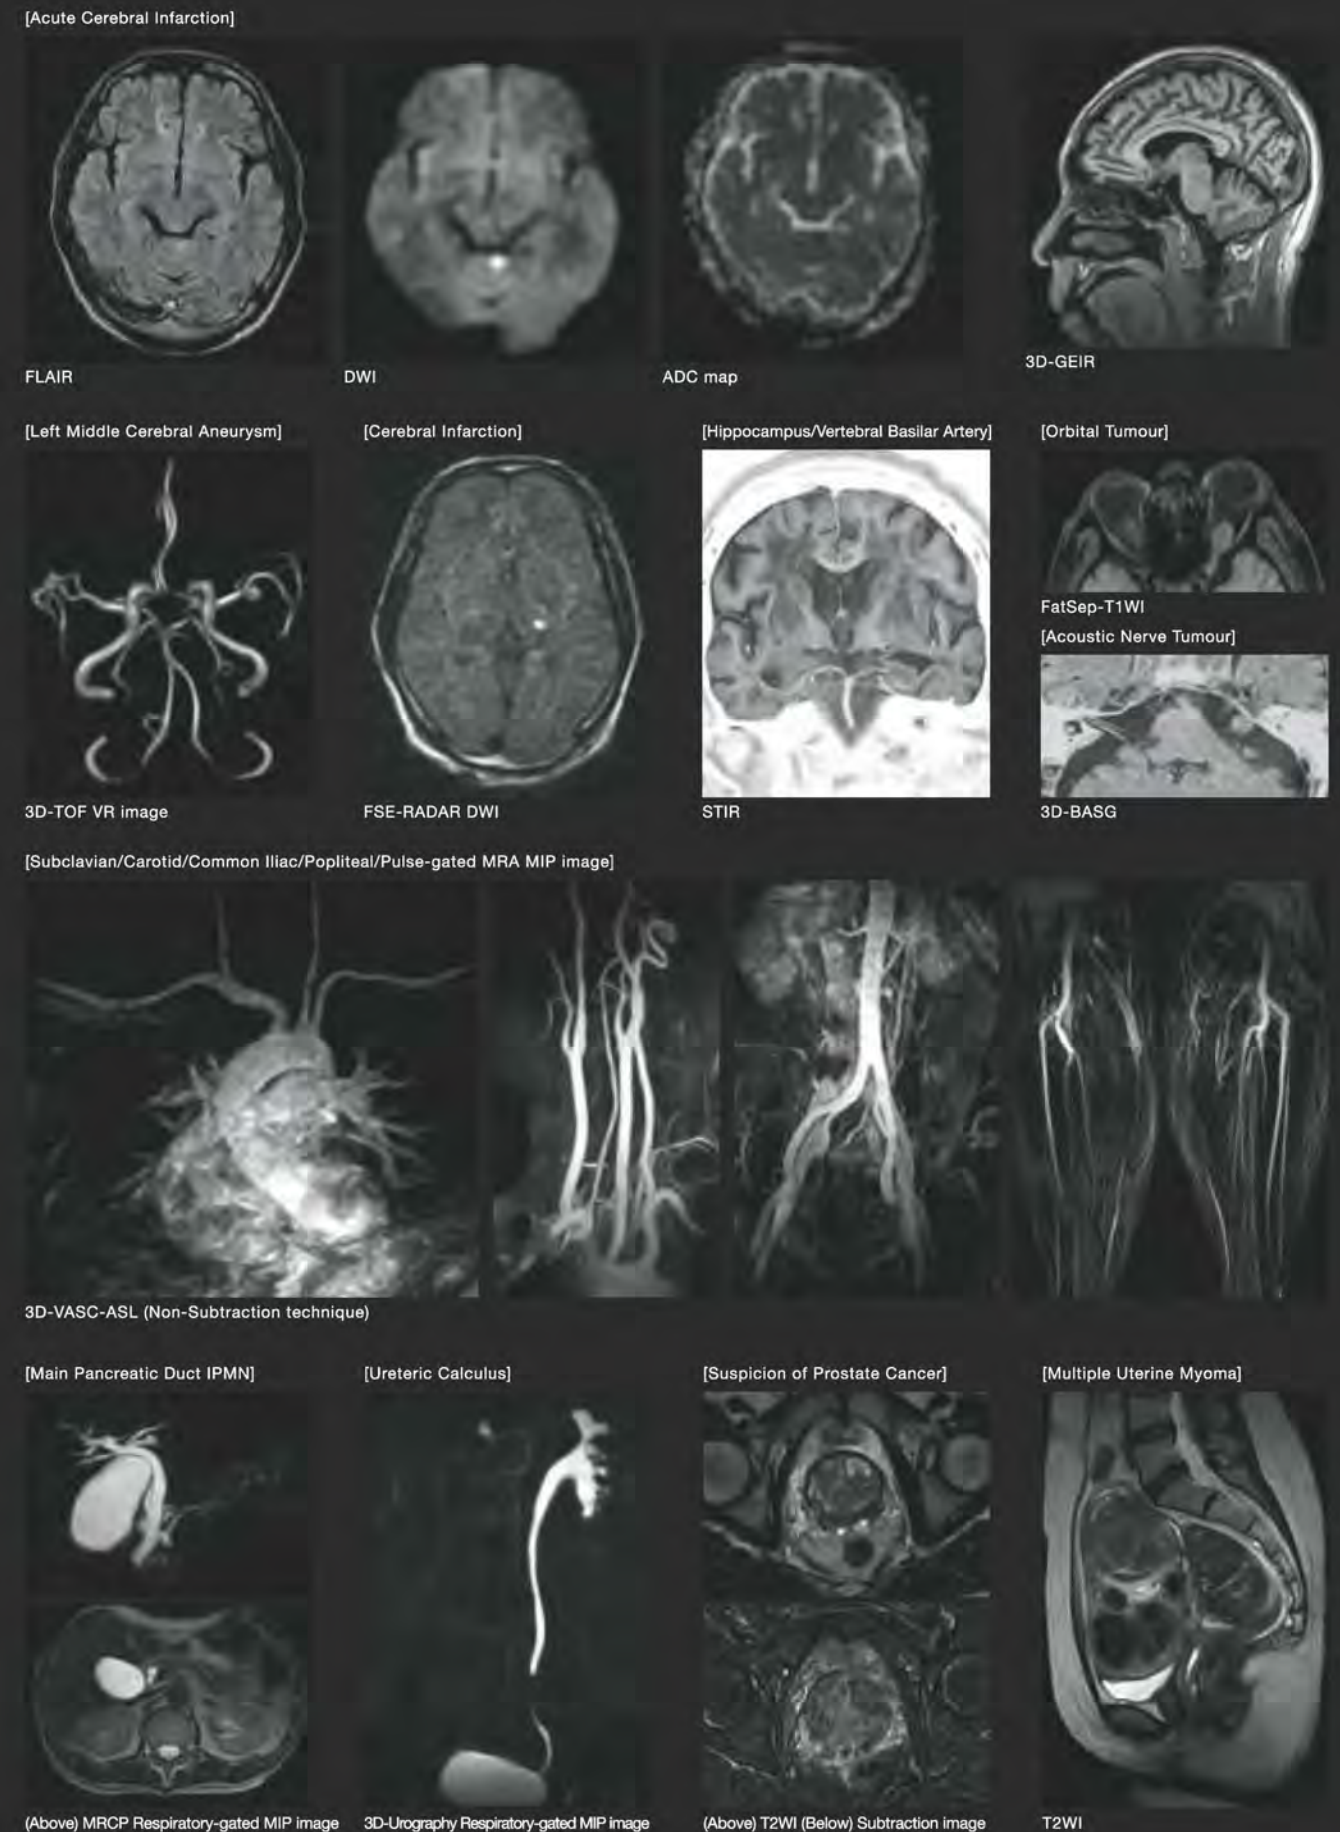 [Acute Cerebral Infarction]
FLAIR
DWI
ADC map
3D-GEIR
[Left Middle Cerebral Aneurysm]
[Cerebral Infarction]
[Hippocampus/Vertebral Basilar Artery]
[Orbital Tumour]
FatSep-T1WI
[Acoustic Nerve Tumour]
3D-TOF VR image
FSE-RADAR DWI
STIR
3D-BASG
[Subclavian/Carotid/Common Iliac/Popliteal/Pulse-gated MRA MIP image]
3D-VASC-ASL (Non-Subtraction technique)
[Main Pancreatic Duct IPMN]
[Ureteric Calculus]
[Suspicion of Prostate Cancer]
[Multiple Uterine Myoma]
(Above) MRCP Respiratory-gated MIP image
3D-Urography Respiratory-gated MIP image
(Above) T2WI (Below) Subtraction image
T2WI